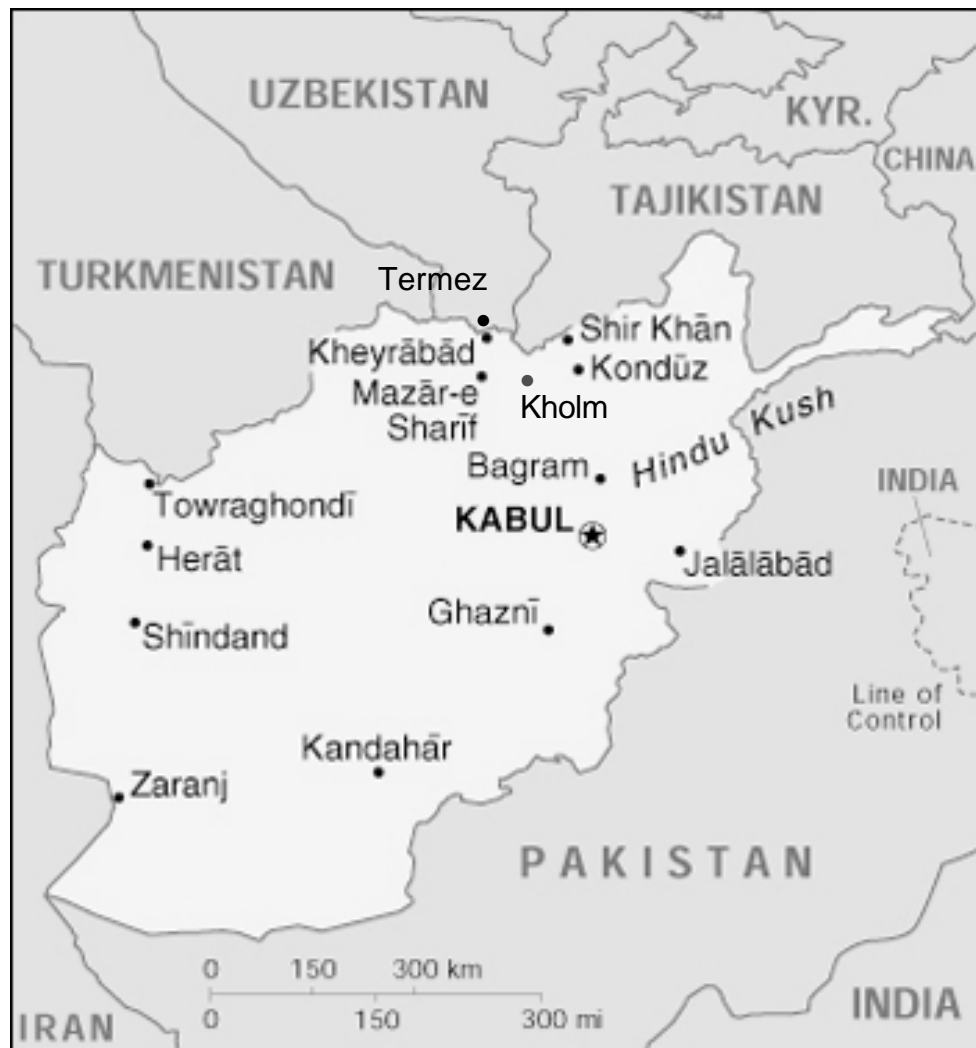 UZBEKISTAN
KYR.
CHINA
TAJIKISTAN
TURKMENISTAN
Termez
Shir Khān
Kheyrābād
Kondūz
Mazār-e
Sharīf
Kholm
Hindu Kush
Bagram
INDIA
Towraghondī
KABUL
Herāt
Jalālābād
Ghaznī
Shīndand
Line of
Control
Kandahār
Zaranj
PAKISTAN
0 150 300 km
0 150 300 mi
INDIA
IRAN